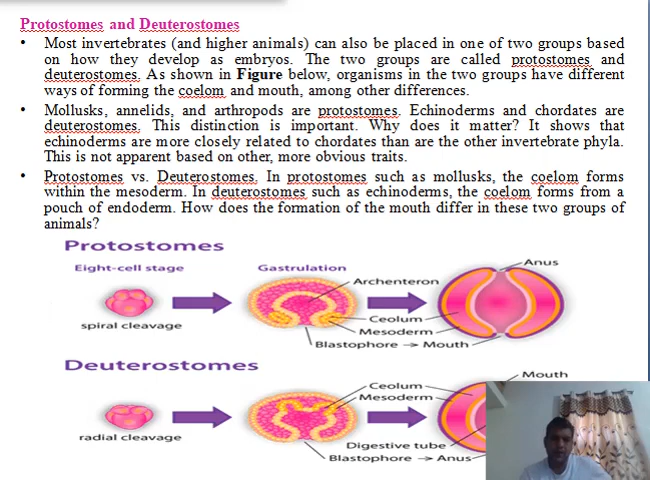 Protostomes and Deuterostomes
• Most invertebrates (and higher animals) can also be placed in one of two groups based
on how they develop as embryos. The two groups are called protostomes and
deuterostomes. As shown in Figure below, organisms in the two groups have different
ways of forming the coelom and mouth, among other differences.
• Mollusks, annelids, and arthropods are protostomes. Echinoderms and chordates are
deuterostomes. This distinction is important. Why does it matter? It shows that
echinoderms are more closely related to chordates than are the other invertebrate phyla.
This is not apparent based on other, more obvious traits.
• Protostomes vs. Deuterostomes. In protostomes such as mollusks, the coelom forms
within the mesoderm. In deuterostomes such as echinoderms, the coelom forms from a
pouch of endoderm. How does the formation of the mouth differ in these two groups of
animals?
Protostomes
Eight-cell stage
Gastrulation
Anus
Archenteron
Ceolum
Mesoderm
spiral cleavage
Blastophore → Mouth
Deuterostomes
Mouth
Ceolum
Mesoderm
radial cleavage
Digestive tube
Blastophore → Anus